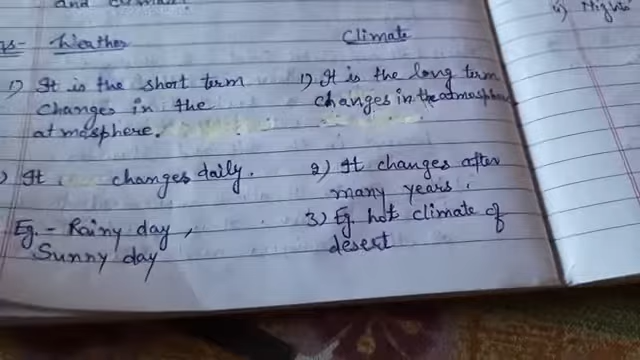 and
Ans- Weather
Climate
1) It is the short term
changes in the
atmosphere.
1) It is the long term
changes in the atmosphere
) It changes daily.
2) It changes after
many years.
Eg. - Rainy day,
Sunny day
3) Eg. hot climate of
desert